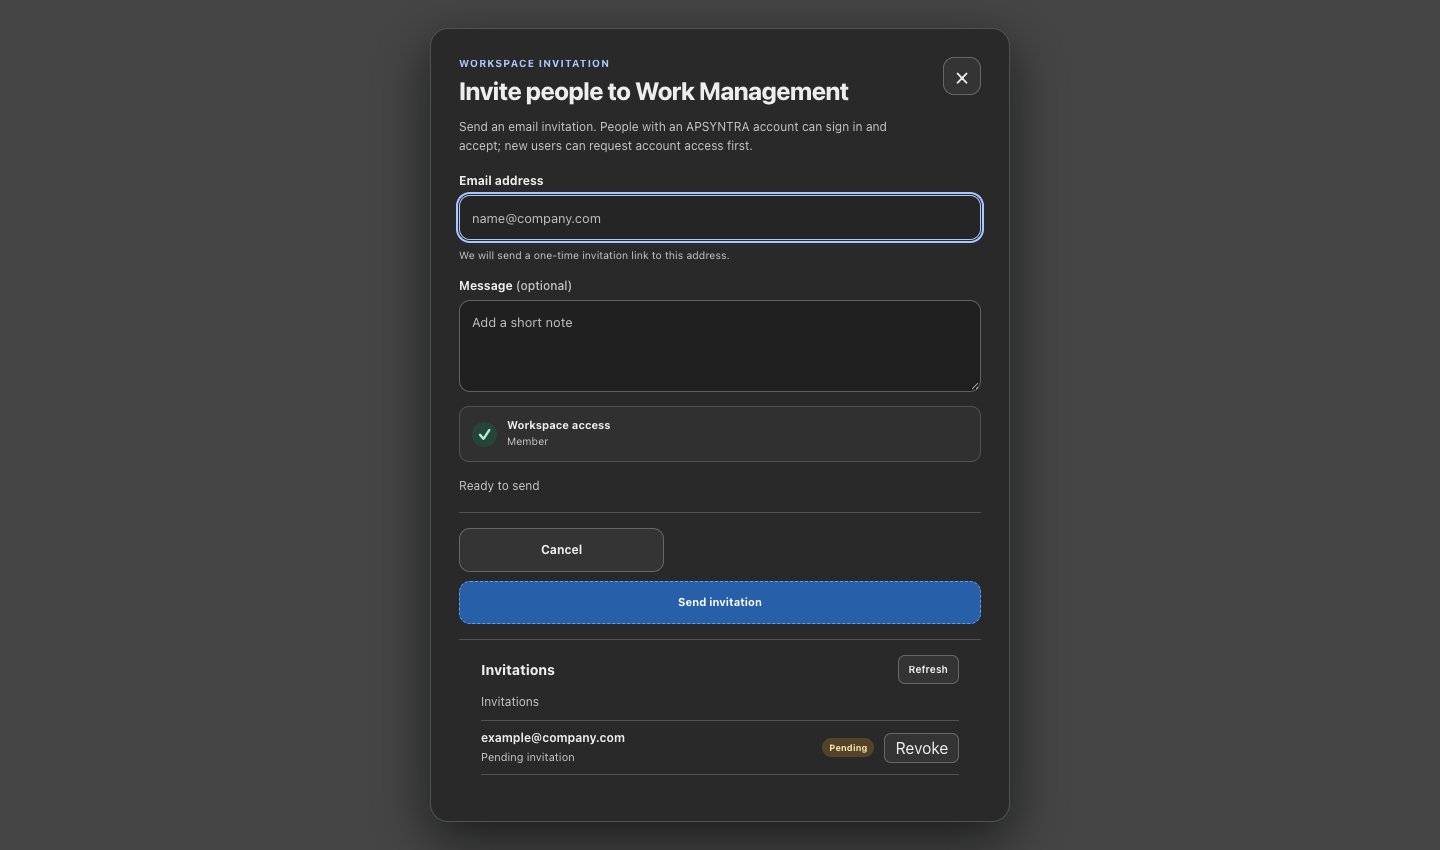 WORKSPACE INVITATION
Invite people to Work Management
Send an email invitation. People with an APSYNTRA account can sign in and
accept; new users can request account access first.
Email address
name@company.com
We will send a one-time invitation link to this address.
Message (optional)
Add a short note
Workspace access
Member
Ready to send
Cancel
Send invitation
Invitations
Refresh
Invitations
example@company.com
Pending invitation
Pending
Revoke